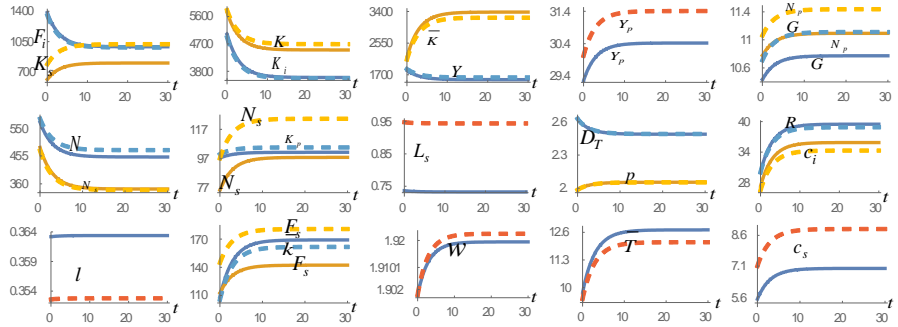 1400
1050
700
F_i
K_s
0 10 20 30
t
5600
4700
3800
K
K_i
0 10 20 30
t
3400
2550
1700
κ̄
Y
0 10 20 30
t
31.4
30.4
29.4
Y_p
Y_p
0 10 20 30
t
11.4
10.6
N_p
G
N_p
G
0 10 20 30
t
550
455
360
N
N
0 10 20 30
t
117
97
77
N_s
K_p
N_s
0 10 20 30
t
0.95
0.75
L_s
0 10 20 30
t
2.6
2
D_T
p
0 10 20 30
t
40
34
26
R
c_i
0 10 20 30
t
0.364
0.359
0.354
l
0 10 20 30
t
170
140
110
F_s
k̄
F_s
0 10 20 30
t
1.92
1.9101
1.902
W
0 10 20 30
t
12.6
11
9.4
T̄
0 10 20 30
t
8.6
7.1
5.6
c_s
0 10 20 30
t